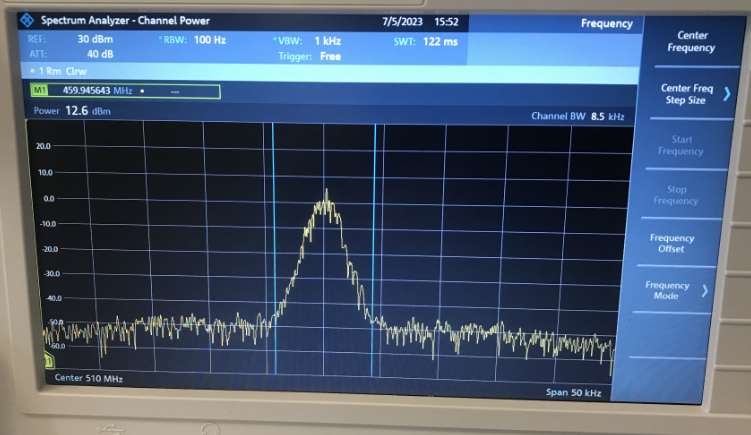 Spectrum Analyzer - Channel Power 7/5/2023 15:52 Frequency
REF: 30 dBm *RBW: 100 Hz *VBW: 1 kHz SWT: 122 ms
ATT: 40 dB Trigger: Free
1 Rm Clrw
M1 459.945643 MHz • ---
Power 12.6 dBm Channel BW 8.5 kHz
20.0
10.0
0.0
-10.0
-20.0
-30.0
-40.0
-50.0
-60.0
1
Center 510 MHz Span 50 kHz
Center
Frequency
Center Freq
Step Size
Start
Frequency
Stop
Frequency
Frequency
Offset
Frequency
Mode